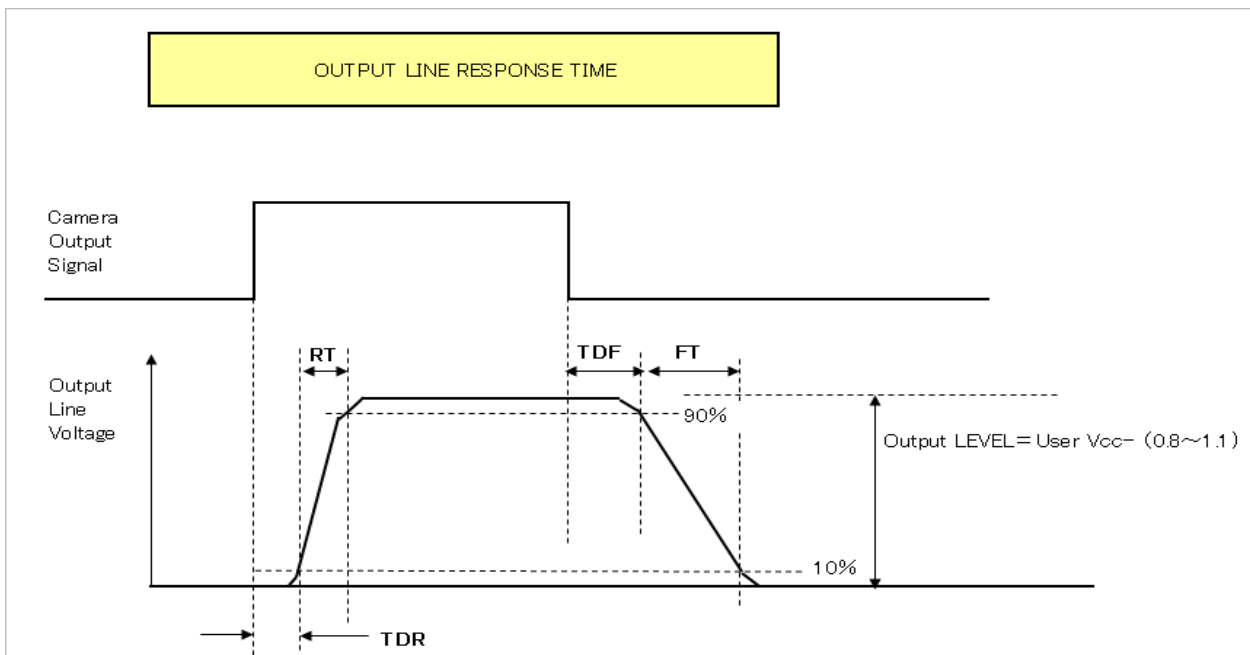 OUTPUT LINE RESPONSE TIME
Camera
Output
Signal
RT
TDF
FT
Output
Line
Voltage
90%
Output LEVEL= User Vcc- (0.8～1.1)
10%
TDR